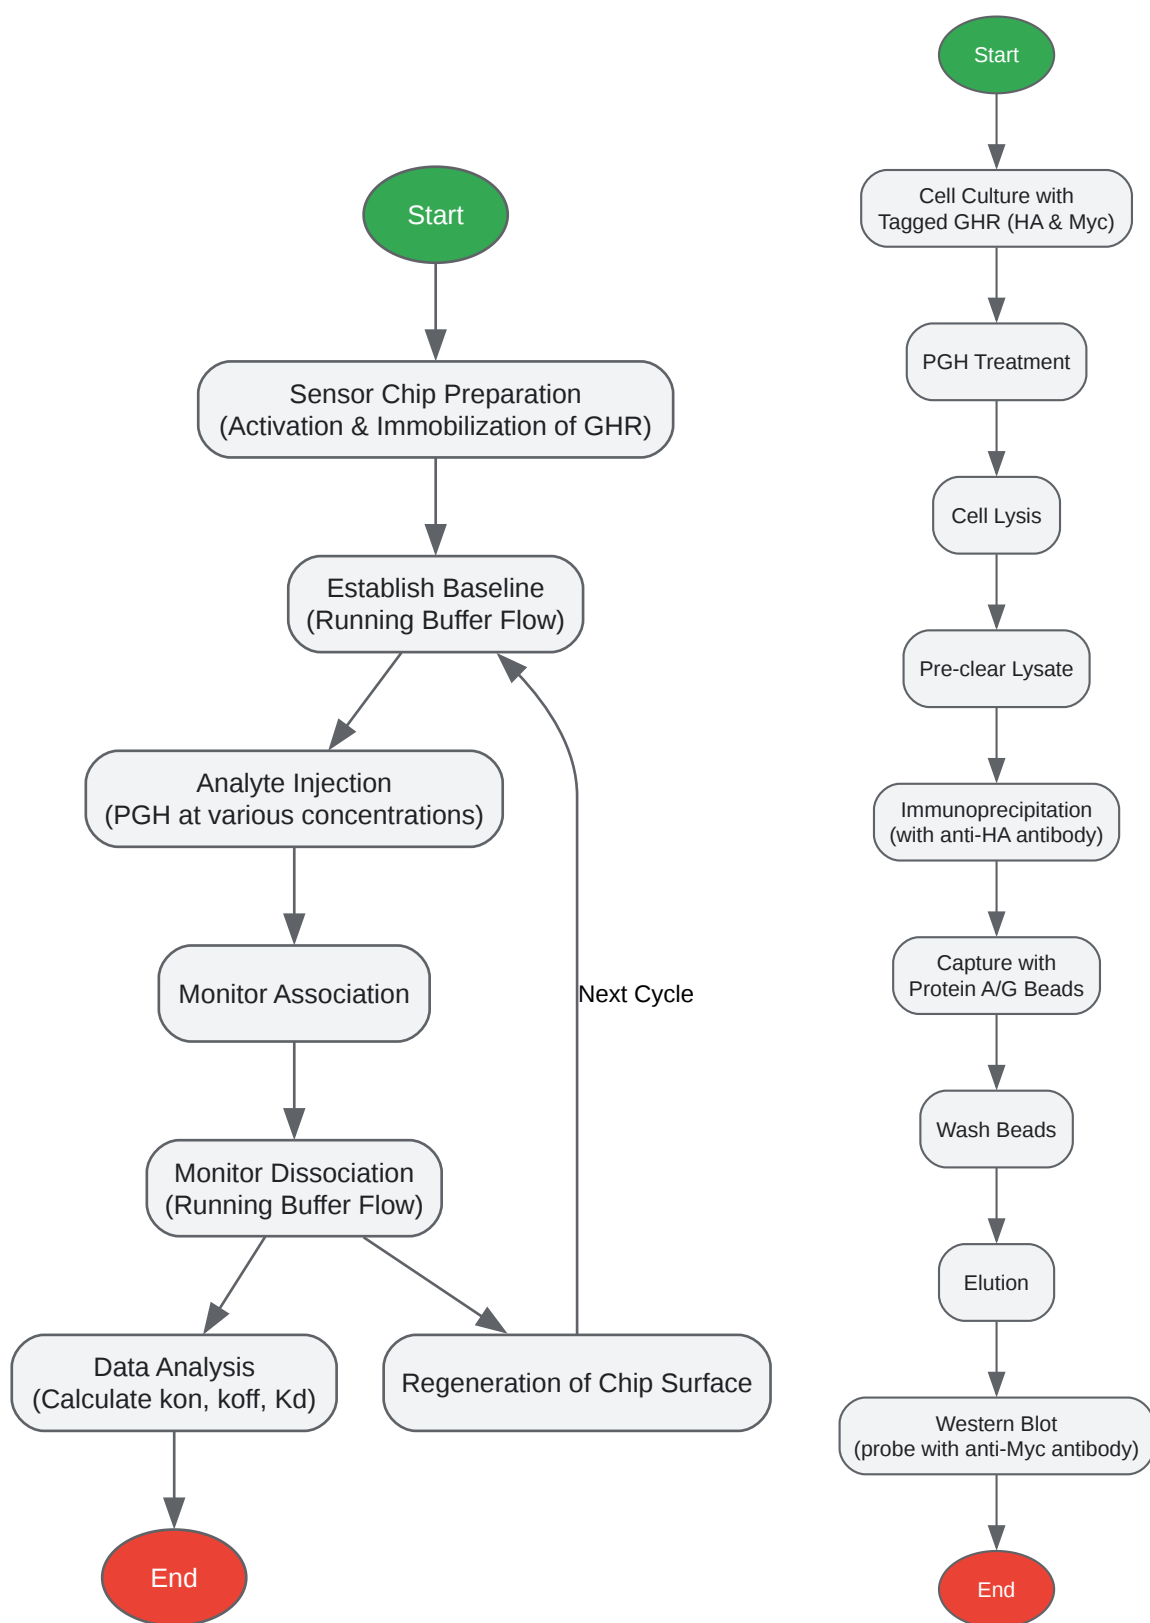 Start
Sensor Chip Preparation
(Activation & Immobilization of GHR)
Establish Baseline
(Running Buffer Flow)
Analyte Injection
(PGH at various concentrations)
Monitor Association
Next Cycle
Monitor Dissociation
(Running Buffer Flow)
Data Analysis
(Calculate kon, koff, Kd)
Regeneration of Chip Surface
End
Start
Cell Culture with
Tagged GHR (HA & Myc)
PGH Treatment
Cell Lysis
Pre-clear Lysate
Immunoprecipitation
(with anti-HA antibody)
Capture with
Protein A/G Beads
Wash Beads
Elution
Western Blot
(probe with anti-Myc antibody)
End